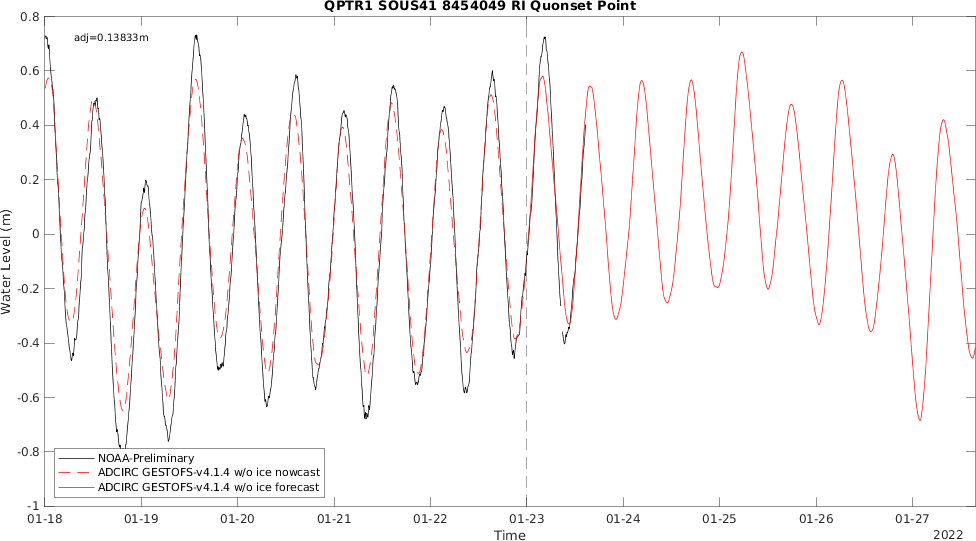 QPTR1 SOUS41 8454049 RI Quonset Point
adj=0.13833m
0.8
0.6
0.4
0.2
0
-0.2
-0.4
-0.6
-0.8
-1
Water Level (m)
NOAA-Preliminary
ADCIRC GESTOFS-v4.1.4 w/o ice nowcast
ADCIRC GESTOFS-v4.1.4 w/o ice forecast
01-18 01-19 01-20 01-21 01-22 01-23 01-24 01-25 01-26 01-27
Time
2022